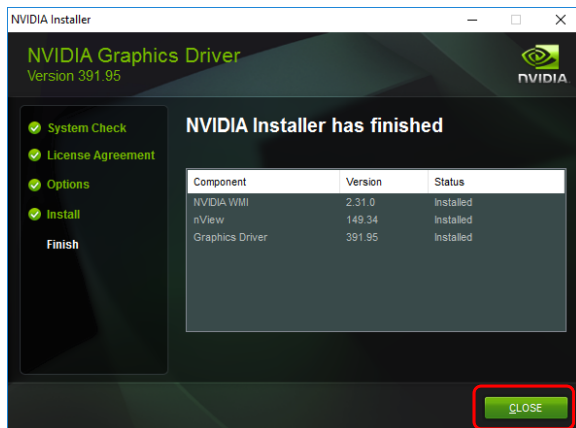 NVIDIA Installer
NVIDIA Graphics Driver
Version 391.95
NVIDIA
System Check
License Agreement
Options
Install
Finish
NVIDIA Installer has finished
Component Version Status
NVIDIA WMI 2.31.0 Installed
nView 149.34 Installed
Graphics Driver 391.95 Installed
CLOSE